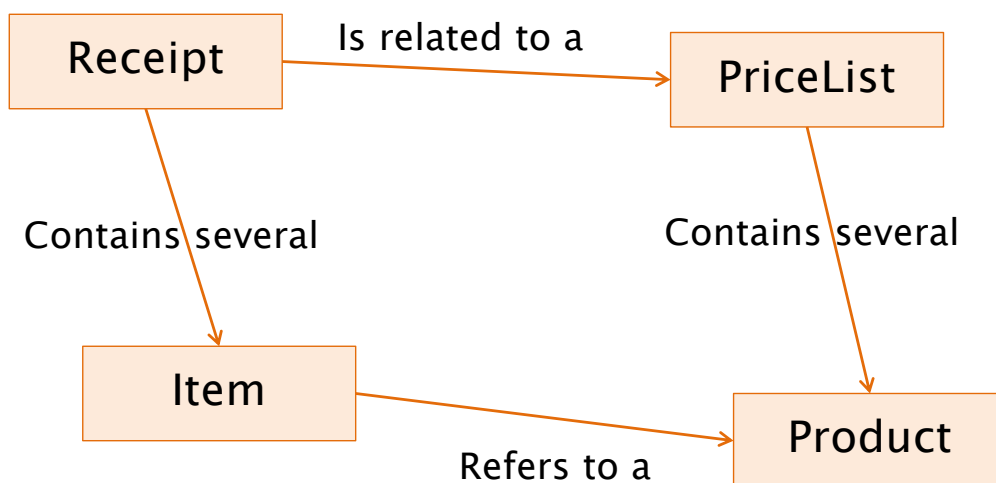 Receipt
Is related to a
PriceList
Contains several
Contains several
Item
Product
Refers to a